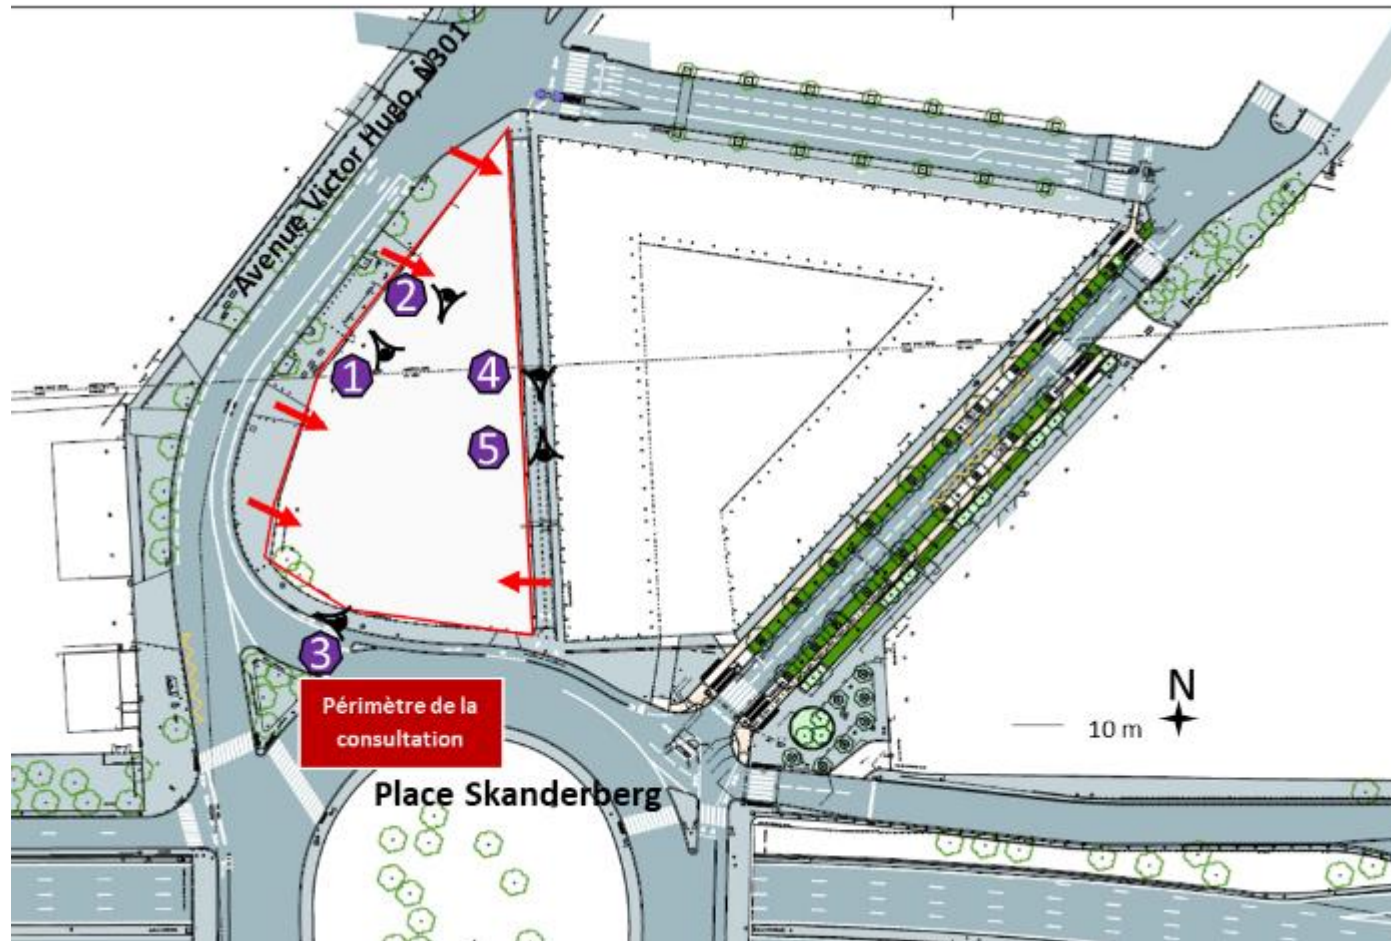 Avenue Victor Hugo, N301
2
1
4
5
3
Périmètre de la
consultation
N
10 m
Place Skanderberg